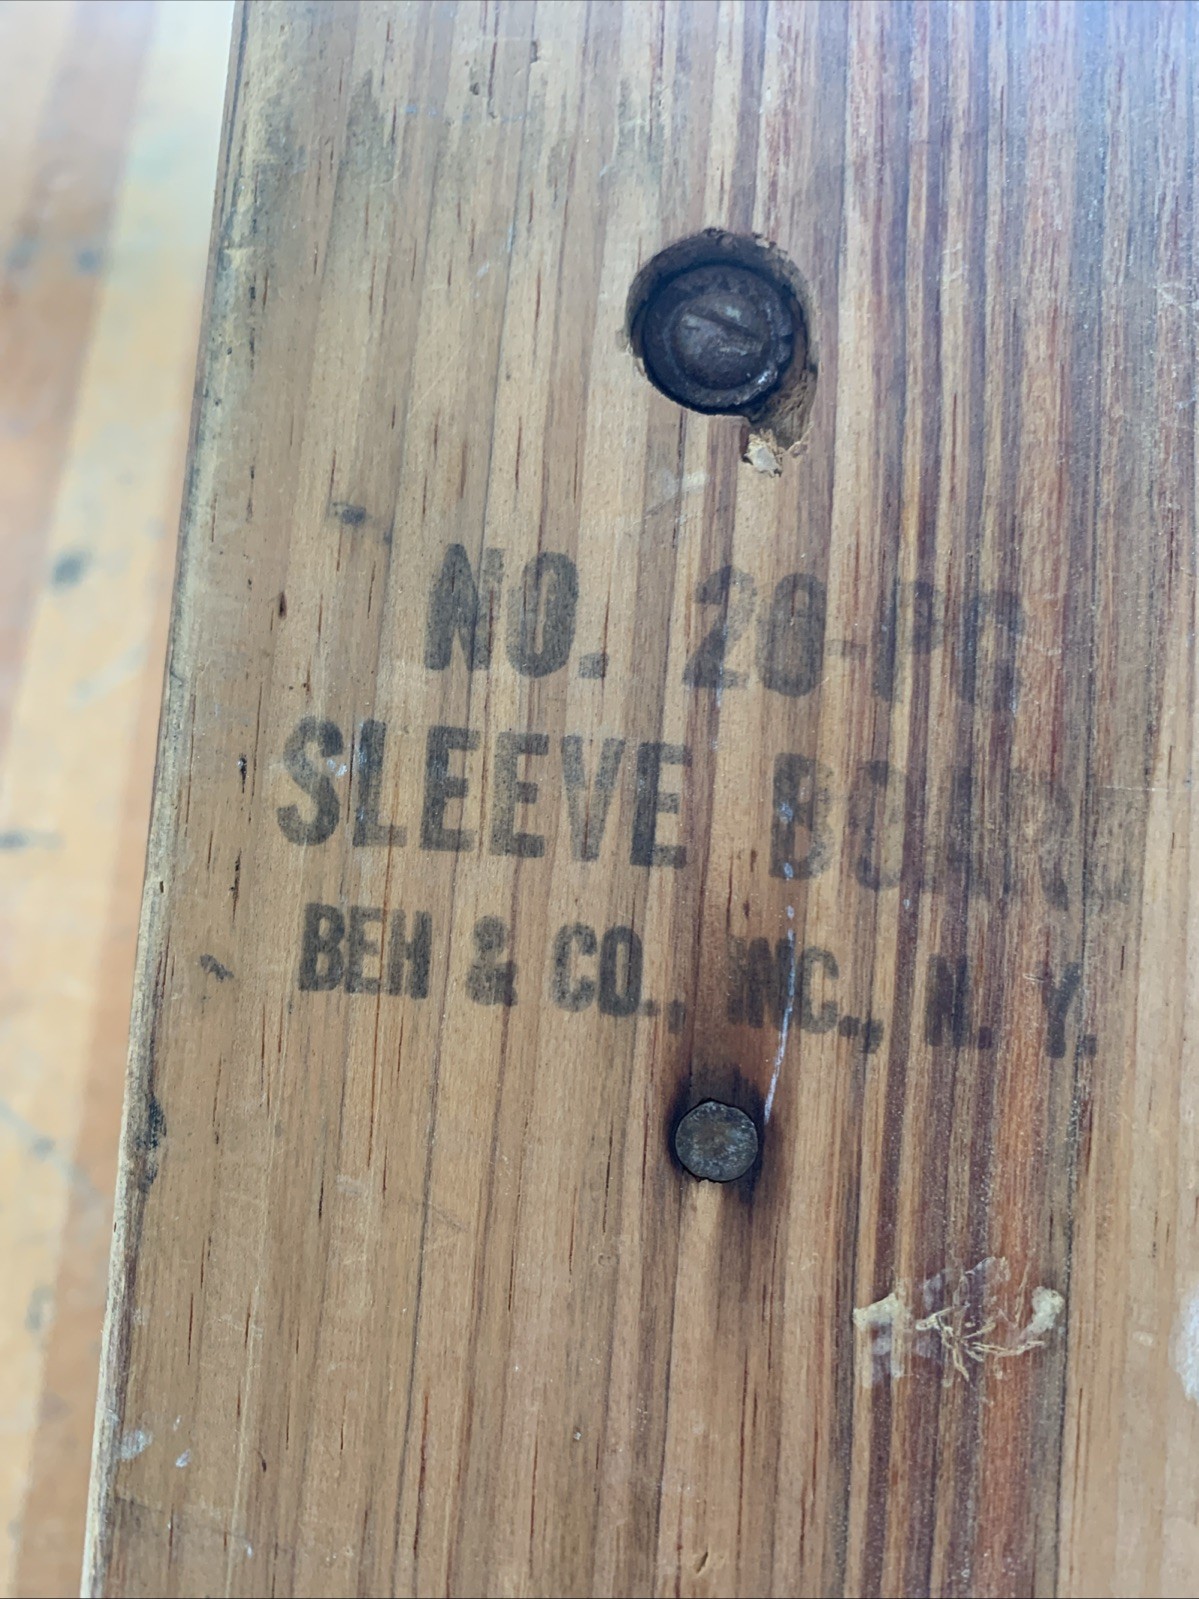 NO. 20-PC
SLEEVE BOARD
BEH & CO., INC., N. Y.